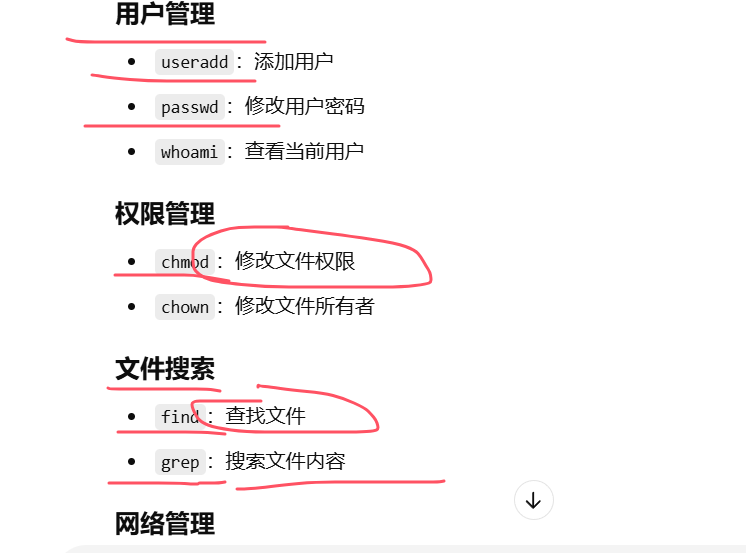 用户管理
useradd：添加用户
passwd：修改用户密码
whoami：查看当前用户
权限管理
chmod：修改文件权限
chown：修改文件所有者
文件搜索
find：查找文件
grep：搜索文件内容
网络管理